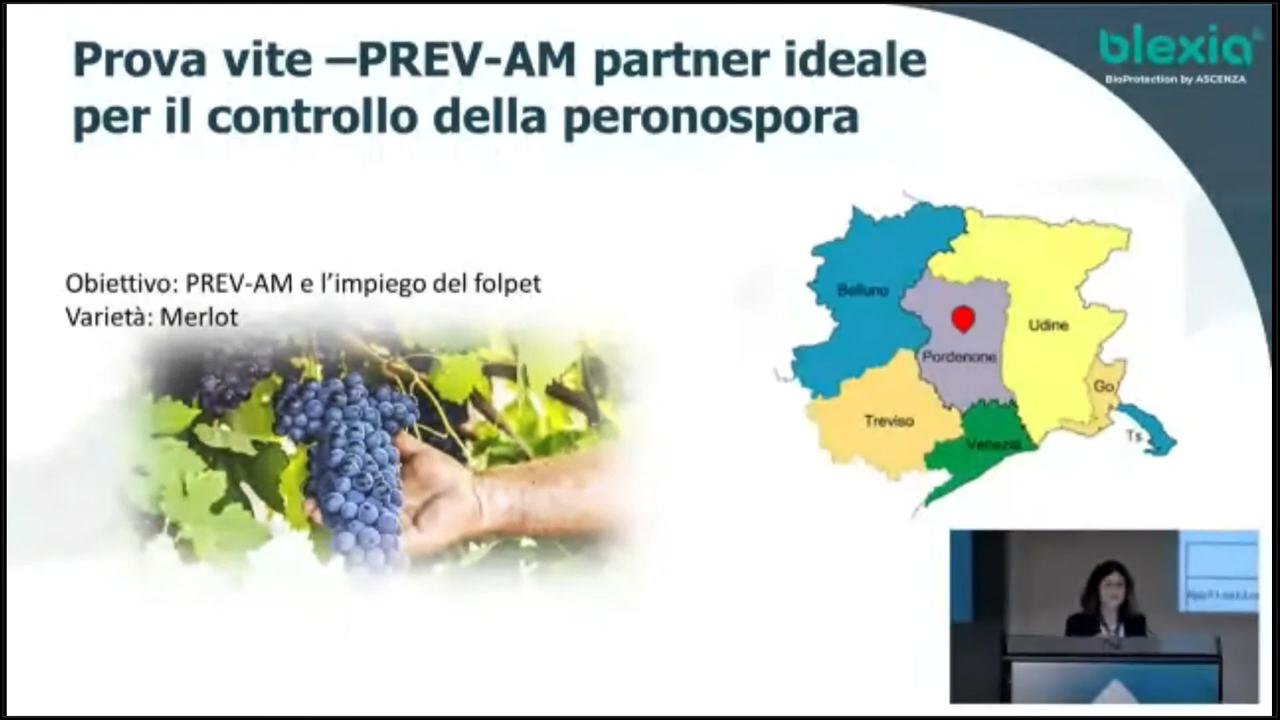 Prova vite –PREV-AM partner ideale
per il controllo della peronospora
blexia
BioProtection by ASCENZA
Obiettivo: PREV-AM e l'impiego del folpet
Varietà: Merlot
Belluno
Udine
Pordenone
Go
Treviso
Venezia
Ts